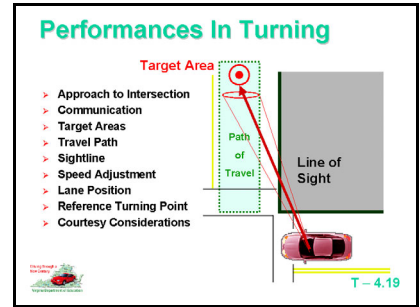 Performances In Turning
Target Area
➢ Approach to Intersection
➢ Communication
➢ Target Areas
➢ Travel Path
➢ Sightline
➢ Speed Adjustment
➢ Lane Position
➢ Reference Turning Point
➢ Courtesy Considerations
Path
of
Travel
Line of
Sight
T – 4.19